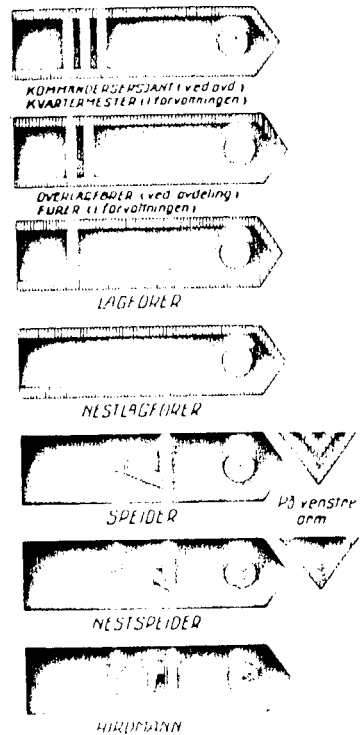 KOMMANDERSERSJANT (ved avd)
KVARTERMESTER (i forvaltningen)
OVERLAGFØRER (ved avdeling)
FURER (i forvaltningen)
LAGFØRER
NESTLAGFØRER
SPEIDER
På venstre
arm
NESTSPEIDER
HIRDMANN